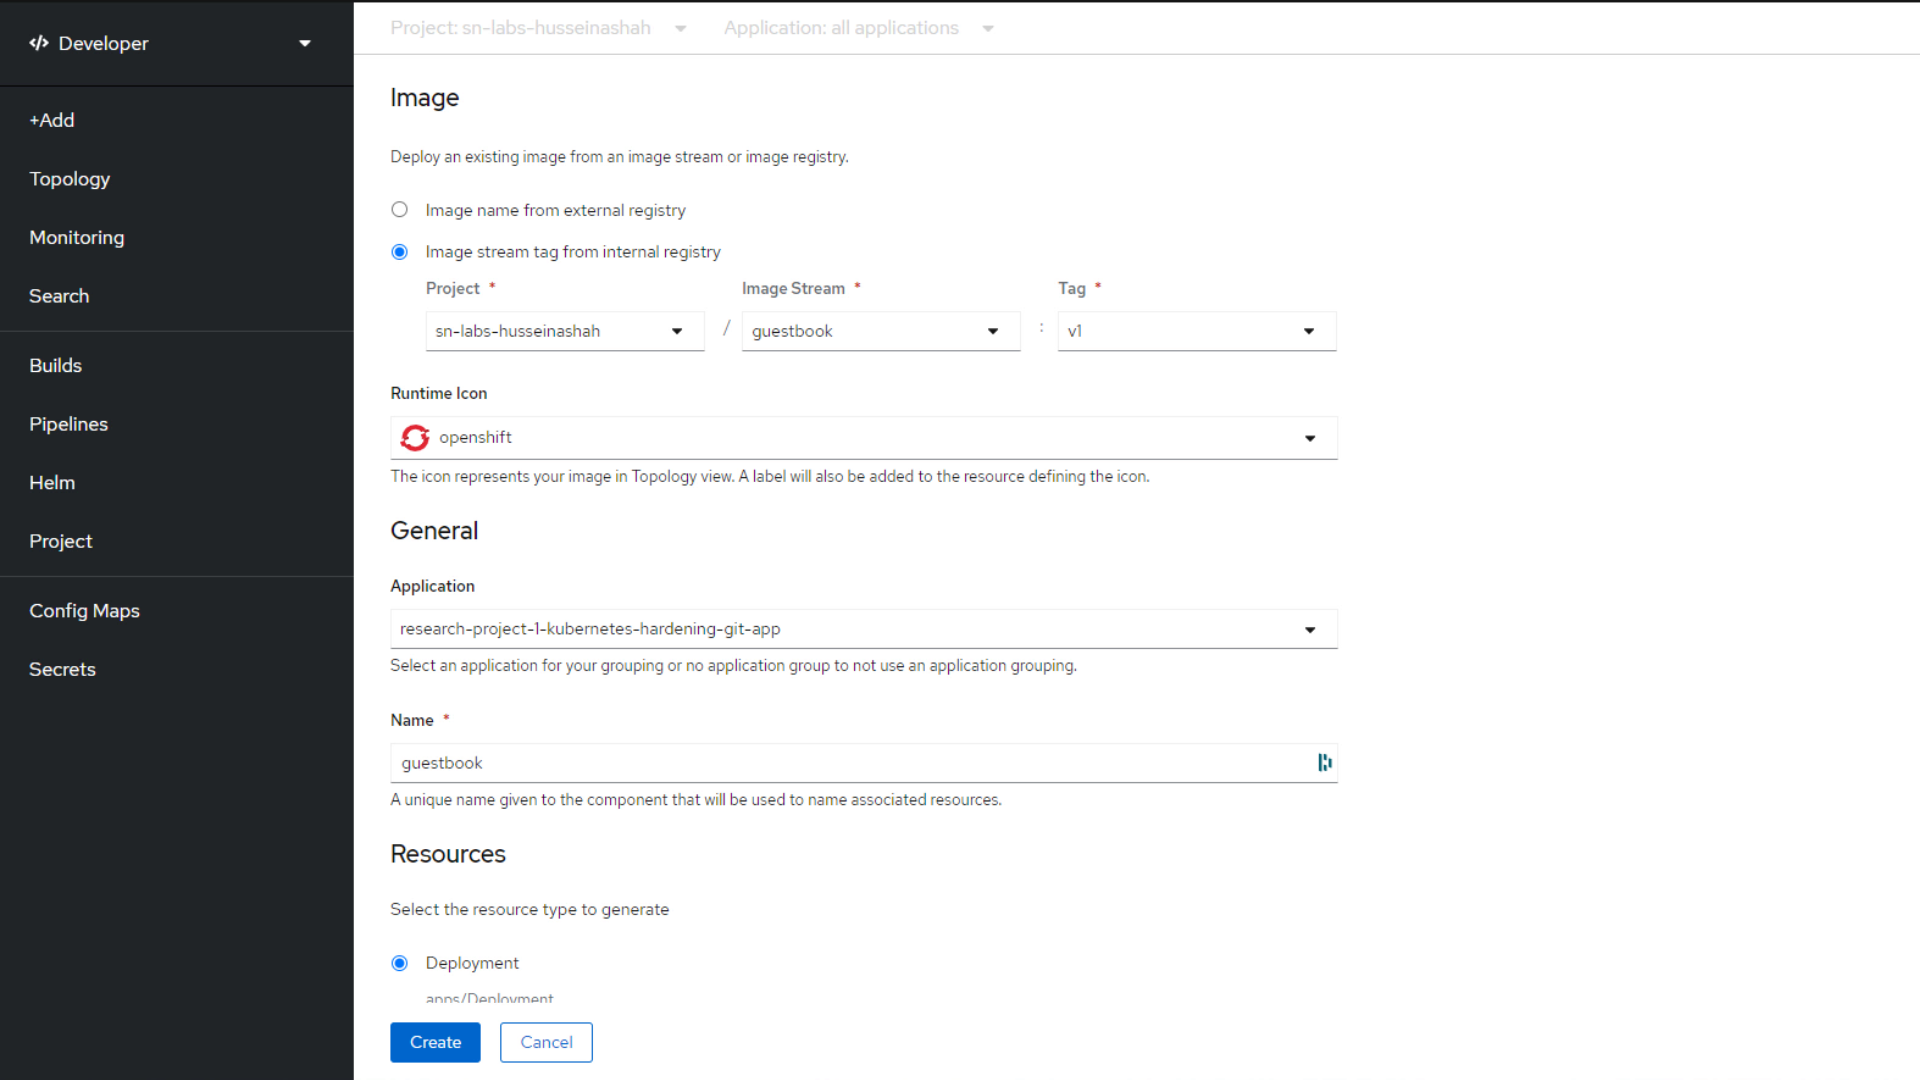 Developer
+Add
Topology
Monitoring
Search
Builds
Pipelines
Helm
Project
Config Maps
Secrets
Project: sn-labs-husseinashah Application: all applications
Image
Deploy an existing image from an image stream or image registry.
Image name from external registry
Image stream tag from internal registry
Project * Image Stream * Tag *
sn-labs-husseinashah / guestbook : v1
Runtime Icon
openshift
The icon represents your image in Topology view. A label will also be added to the resource defining the icon.
General
Application
research-project-1-kubernetes-hardening-git-app
Select an application for your grouping or no application group to not use an application grouping.
Name *
guestbook
A unique name given to the component that will be used to name associated resources.
Resources
Select the resource type to generate
Deployment
apps/Deployment
Create Cancel